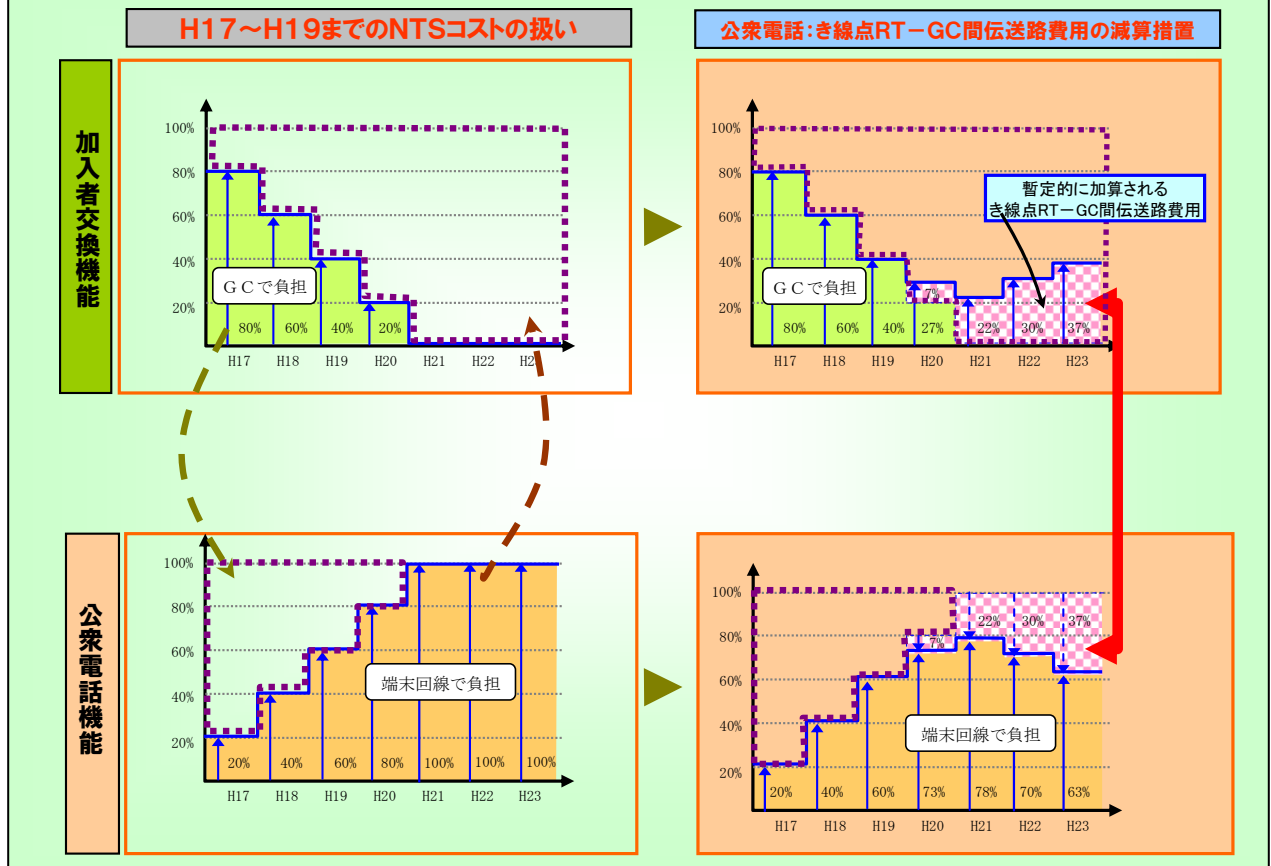 H17~H19までのNTSコストの扱い
公衆電話:き線点RT-GC間伝送路費用の減算措置
加入者交換機能
100%
80%
60%
40%
20%
GCで負担
80%
60%
40%
20%
H17
H18
H19
H20
H21
H22
H2
100%
80%
60%
40%
20%
暫定的に加算される
き線点RT-GC間伝送路費用
GCで負担
7%
80%
60%
40%
27%
22%
30%
37%
H17
H18
H19
H20
H21
H22
H23
公衆電話機能
100%
80%
60%
40%
20%
端末回線で負担
20%
40%
60%
80%
100%
100%
100%
H17
H18
H19
H20
H21
H22
H23
100%
80%
60%
40%
20%
7%
22%
30%
37%
端末回線で負担
20%
40%
60%
73%
78%
70%
63%
H17
H18
H19
H20
H21
H22
H23